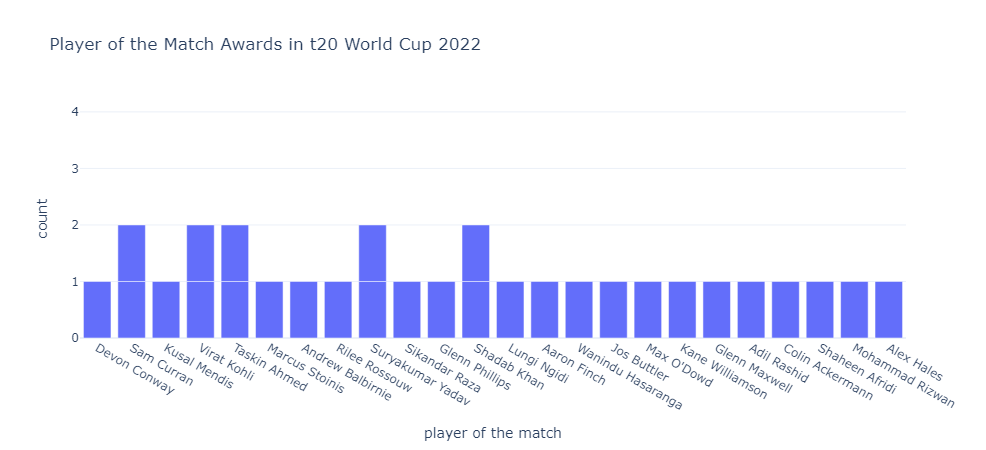 Player of the Match Awards in t20 World Cup 2022
4
3
2
1
0
count
Devon Conway
Sam Curran
Kusal Mendis
Virat Kohli
Taskin Ahmed
Marcus Stoinis
Andrew Balbirnie
Rilee Rossouw
Suryakumar Yadav
Sikandar Raza
Glenn Phillips
Shadab Khan
Lungi Ngidi
Aaron Finch
Wanindu Hasaranga
Jos Buttler
Max O'Dowd
Kane Williamson
Glenn Maxwell
Adil Rashid
Colin Ackermann
Shaheen Afridi
Mohammad Rizwan
Alex Hales
player of the match